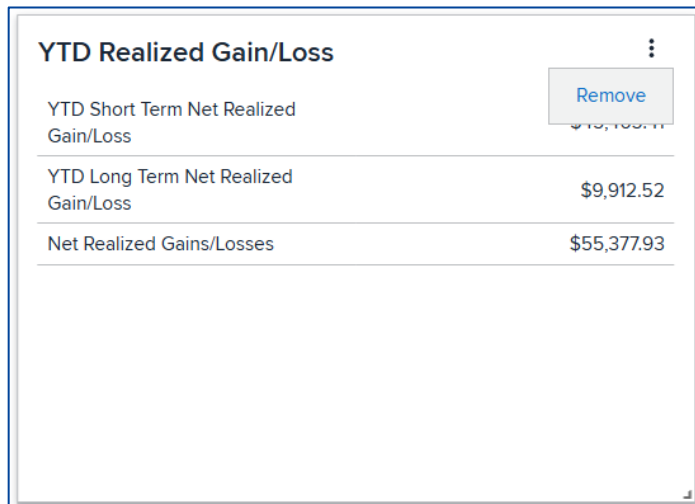 YTD Realized Gain/Loss
Remove
YTD Short Term Net Realized
Gain/Loss
YTD Long Term Net Realized
Gain/Loss
$9,912.52
Net Realized Gains/Losses $55,377.93